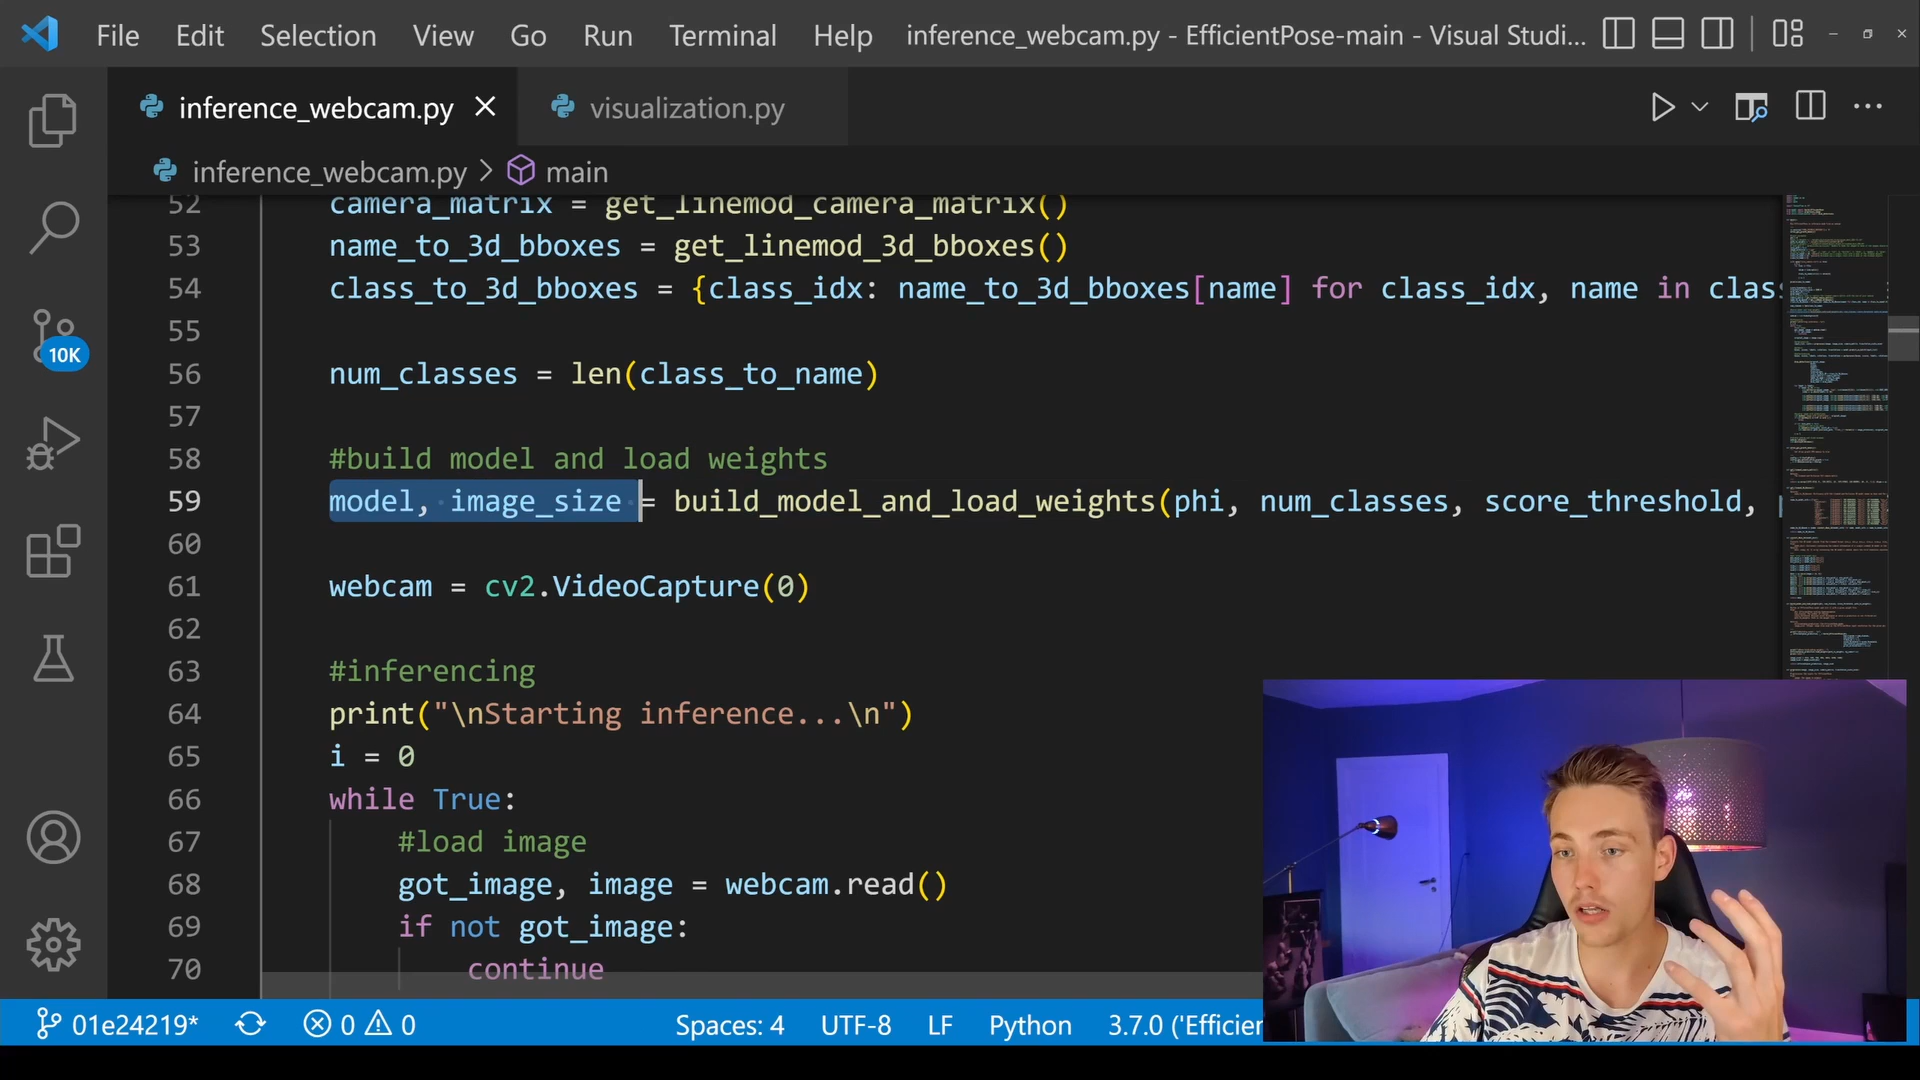 File Edit Selection View Go Run Terminal Help inference_webcam.py - EfficientPose-main - Visual Studi...
inference_webcam.py visualization.py
inference_webcam.py > main
52 camera_matrix = get_linemod_camera_matrix()
53 name_to_3d_bboxes = get_linemod_3d_bboxes()
54 class_to_3d_bboxes = {class_idx: name_to_3d_bboxes[name] for class_idx, name in clas
55
56 num_classes = len(class_to_name)
57
58 #build model and load weights
59 model, image_size = build_model_and_load_weights(phi, num_classes, score_threshold,
60
61 webcam = cv2.VideoCapture(0)
62
63 #inferencing
64 print("\nStarting inference...\n")
65 i = 0
66 while True:
67 #load image
68 got_image, image = webcam.read()
69 if not got_image:
70 continue
10K
01e24219* 0 0 Spaces: 4 UTF-8 LF Python 3.7.0 ('Efficien